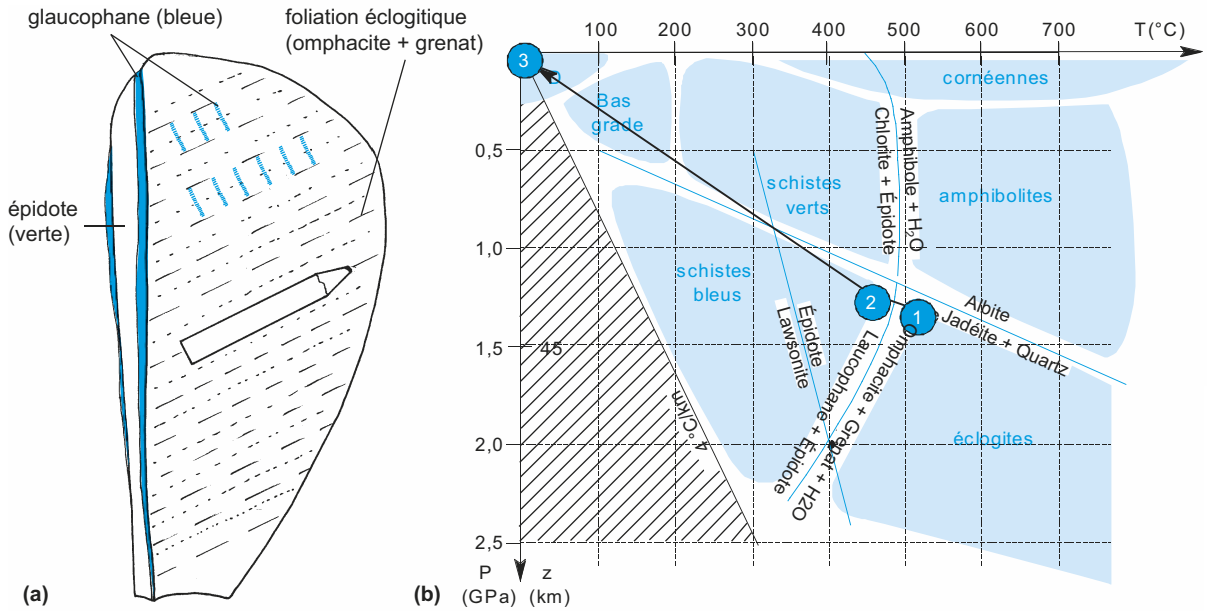 glaucophane (bleue)
foliation éclogitique
(omphacite + grenat)
épidote
(verte)
(a)
100 200 300 400 500 600 700 T(°C)
3
D
cornéennes
Bas
grade
0,5
schistes
verts
Chlorite + Épidote
Amphibole + H₂O
amphibolites
1,0
schistes
bleus
2
1
Albite
Jadéite + Quartz
Épidote
Lawsonite
1,5
45
4°C/km
Laucophane + Épidote
Omphacite + Grenat + H2O
2,0
éclogites
2,5
P z
(GPa) (km)
(b)